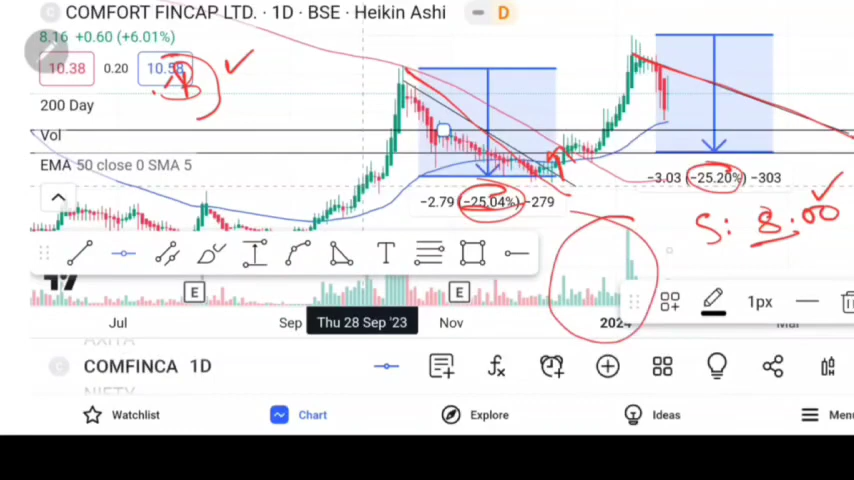 COMFORT FINCAP LTD. · 1D · BSE · Heikin Ashi
D
8.16 +0.60 (+6.01%)
10.38 0.20 10.58
200 Day
Vol
EMA 50 close 0 SMA 5
−2.79 (−25.04%) −279
−3.03 (−25.20%) −303
S: 8.00
T
E E
1px
Jul Sep Thu 28 Sep '23 Nov 2024
COMFINCA 1D
NIFTY
Watchlist Chart Explore Ideas Menu